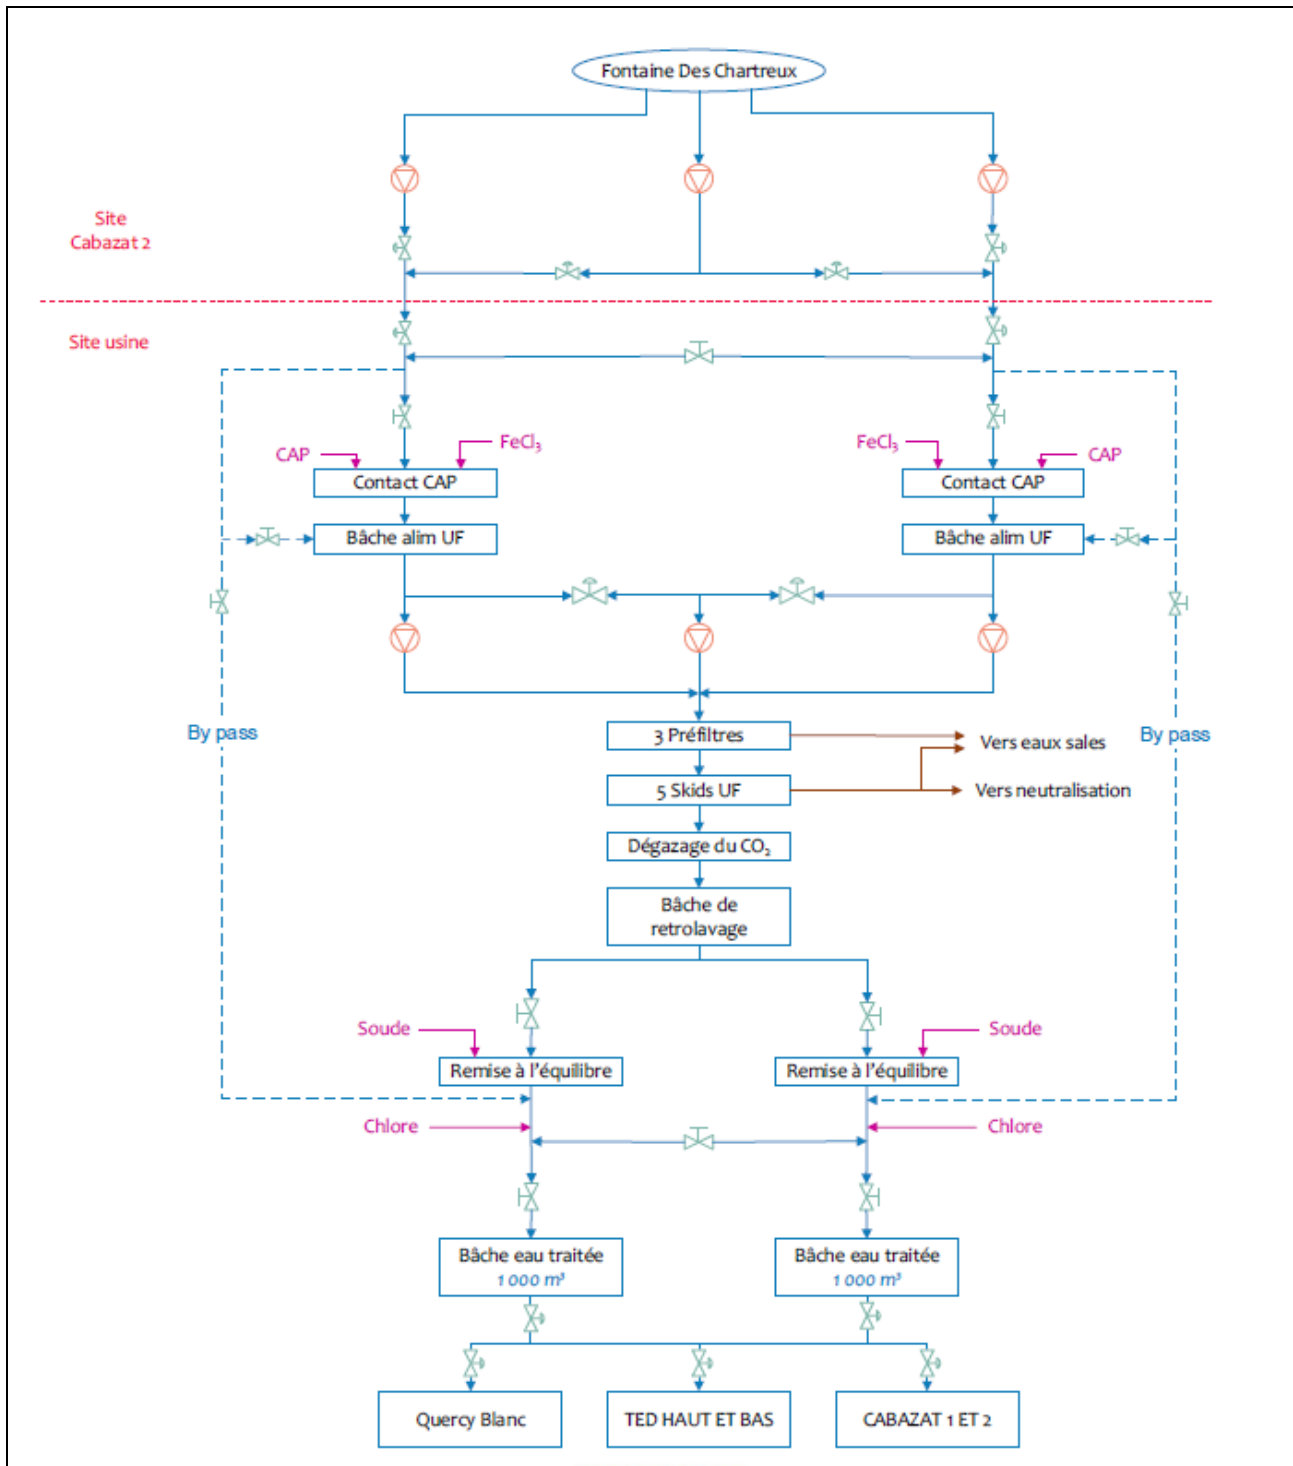 Fontaine Des Chartreux
Site
Cabazat 2
Site usine
CAP
FeCl₃
FeCl₃
CAP
Contact CAP
Contact CAP
Bâche alim UF
Bâche alim UF
By pass
By pass
3 Préfiltres
Vers eaux sales
5 Skids UF
Vers neutralisation
Dégazage du CO₂
Bâche de
retrolavage
Soude
Soude
Remise à l'équilibre
Remise à l'équilibre
Chlore
Chlore
Bâche eau traitée
1 000 m³
Bâche eau traitée
1 000 m³
Quercy Blanc
TED HAUT ET BAS
CABAZAT 1 ET 2